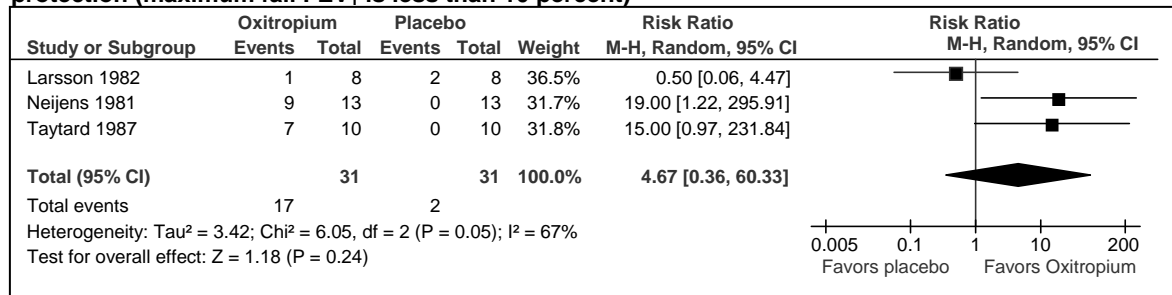 protection (maximum fall FEV₁ is less than 10 percent)
Oxitropium Placebo Risk Ratio Risk Ratio
Study or Subgroup Events Total Events Total Weight M-H, Random, 95% CI M-H, Random, 95% CI
Larsson 1982 1 8 2 8 36.5% 0.50 [0.06, 4.47]
Neijens 1981 9 13 0 13 31.7% 19.00 [1.22, 295.91]
Taytard 1987 7 10 0 10 31.8% 15.00 [0.97, 231.84]
Total (95% CI) 31 31 100.0% 4.67 [0.36, 60.33]
Total events 17 2
Heterogeneity: Tau² = 3.42; Chi² = 6.05, df = 2 (P = 0.05); I² = 67%
Test for overall effect: Z = 1.18 (P = 0.24)
0.005 0.1 1 10 200
Favors placebo Favors Oxitropium